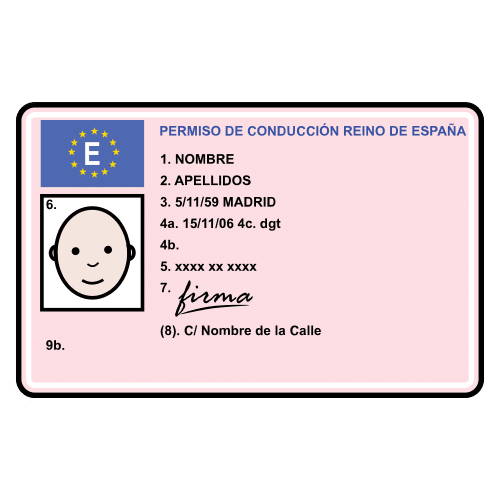 E
PERMISO DE CONDUCCIÓN REINO DE ESPAÑA
1. NOMBRE
2. APELLIDOS
3. 5/11/59 MADRID
4a. 15/11/06 4c. dgt
4b.
5. xxxx xx xxxx
6.
7. firma
(8). C/ Nombre de la Calle
9b.